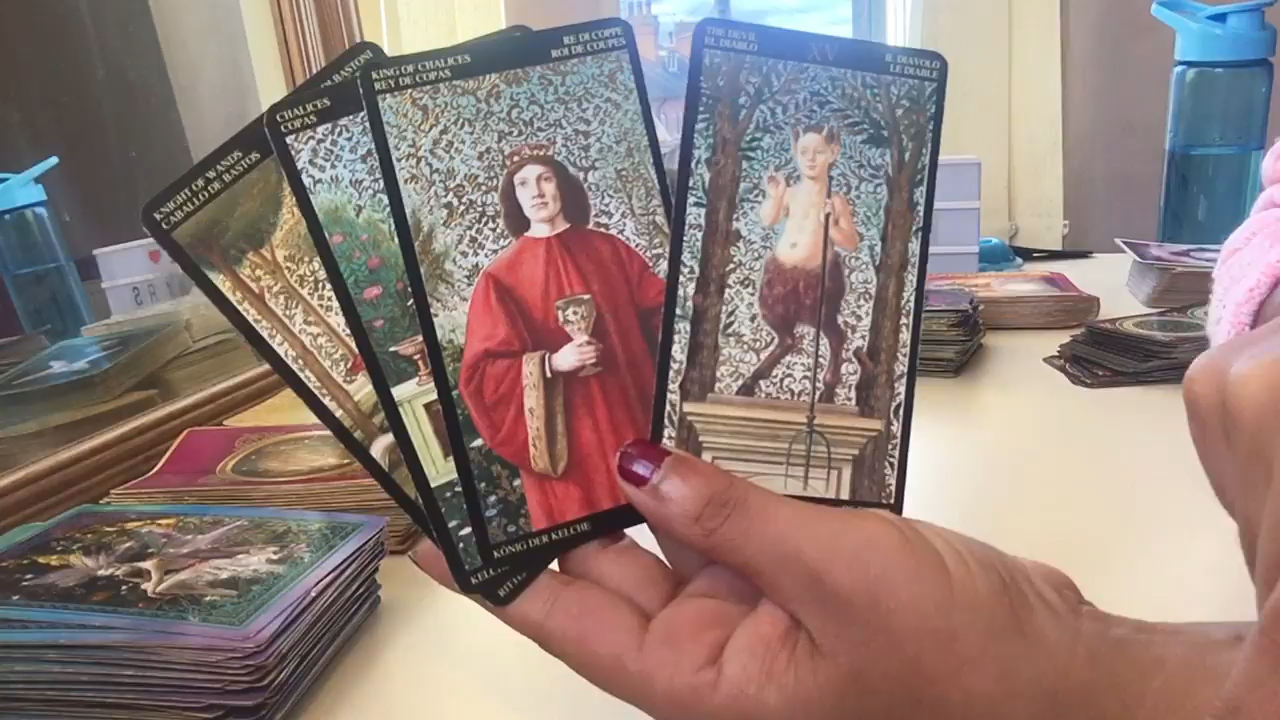 KNIGHT OF WANDS
CABALLO DE BASTOS
BASTONI
CHALICES
COPAS
KING OF CHALICES
REY DE COPAS
RE DI COPPE
ROI DE COUPES
KÖNIG DER KELCHE
THE DEVIL
EL DIABLO
XV
IL DIAVOLO
LE DIABLE